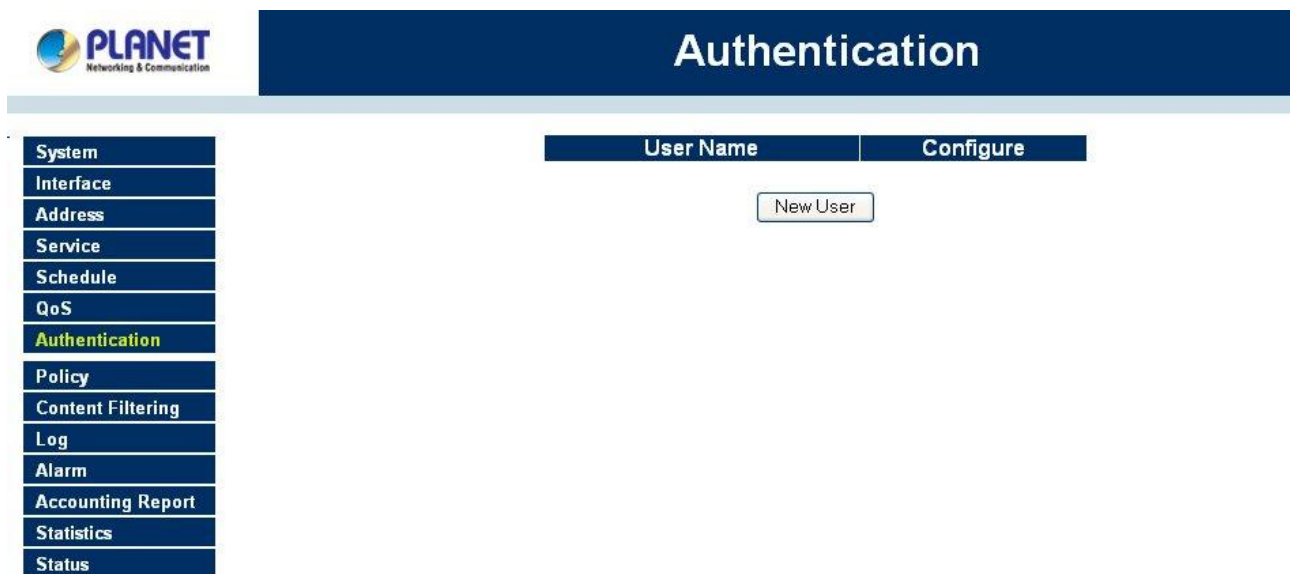 PLANET
Networking & Communication
Authentication
System
Interface
Address
Service
Schedule
QoS
Authentication
Policy
Content Filtering
Log
Alarm
Accounting Report
Statistics
Status
User Name Configure
New User